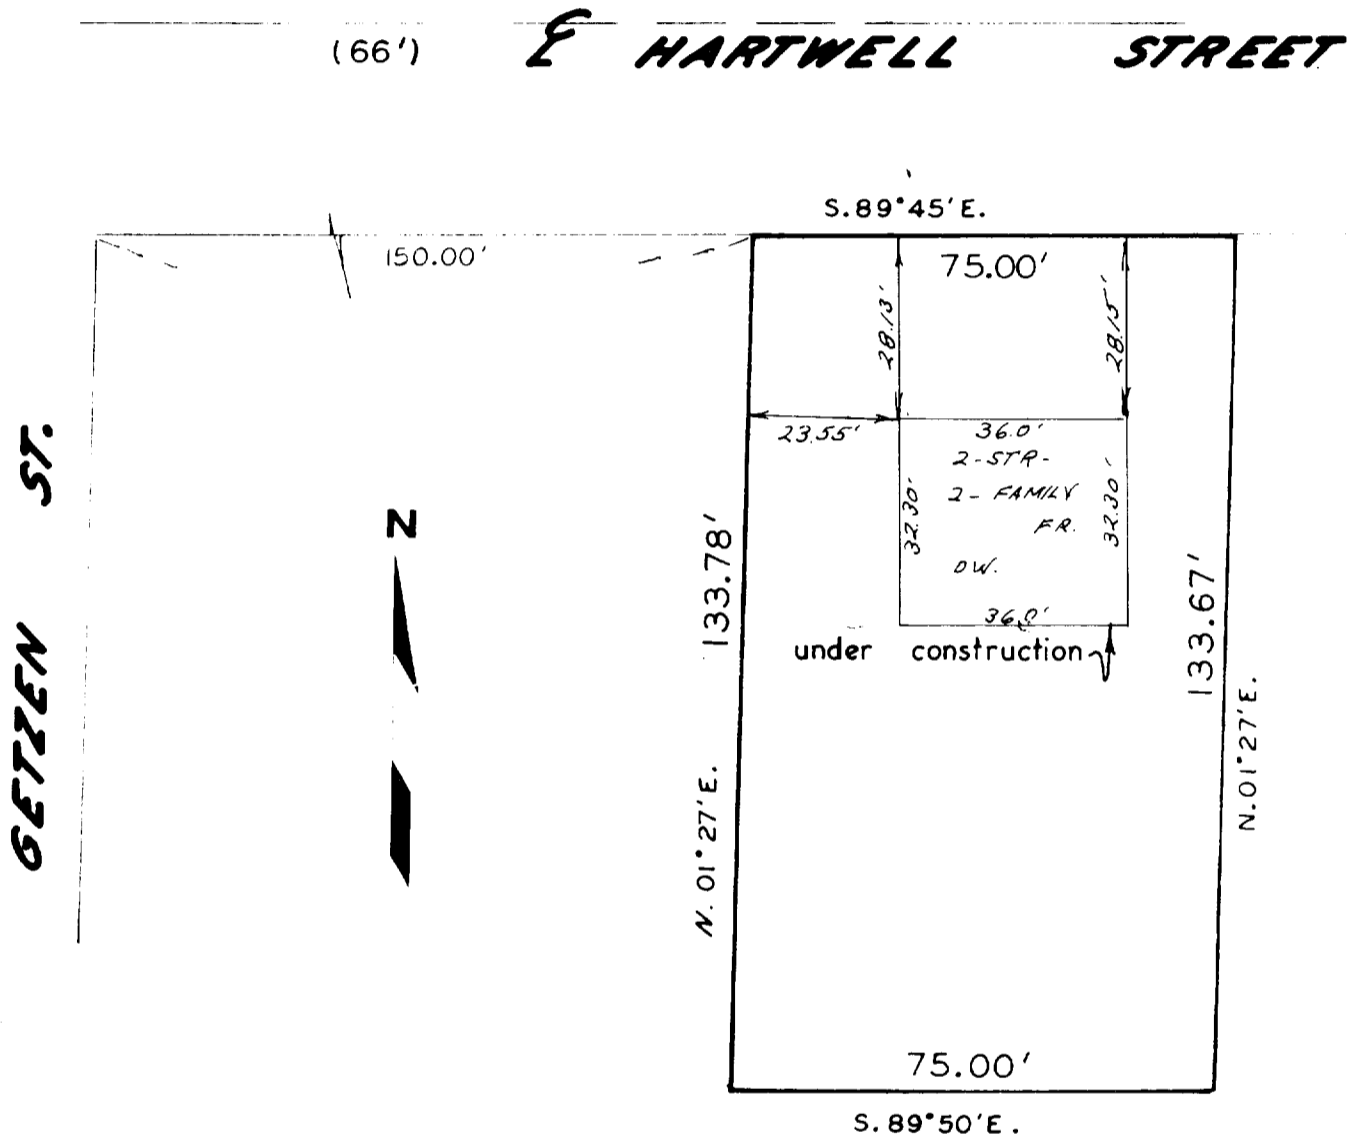 (66') ℄ HARTWELL STREET
S.89°45'E.
150.00'
75.00'
28.13'
28.15'
23.55'
36.0'
2-STR-
2-FAMILY
FR.
DW.
32.30'
32.30'
36.0'
under construction
GETZEN ST.
N
133.78'
N. 01°27'E.
133.67'
N.01°27'E.
75.00'
S.89°50'E.